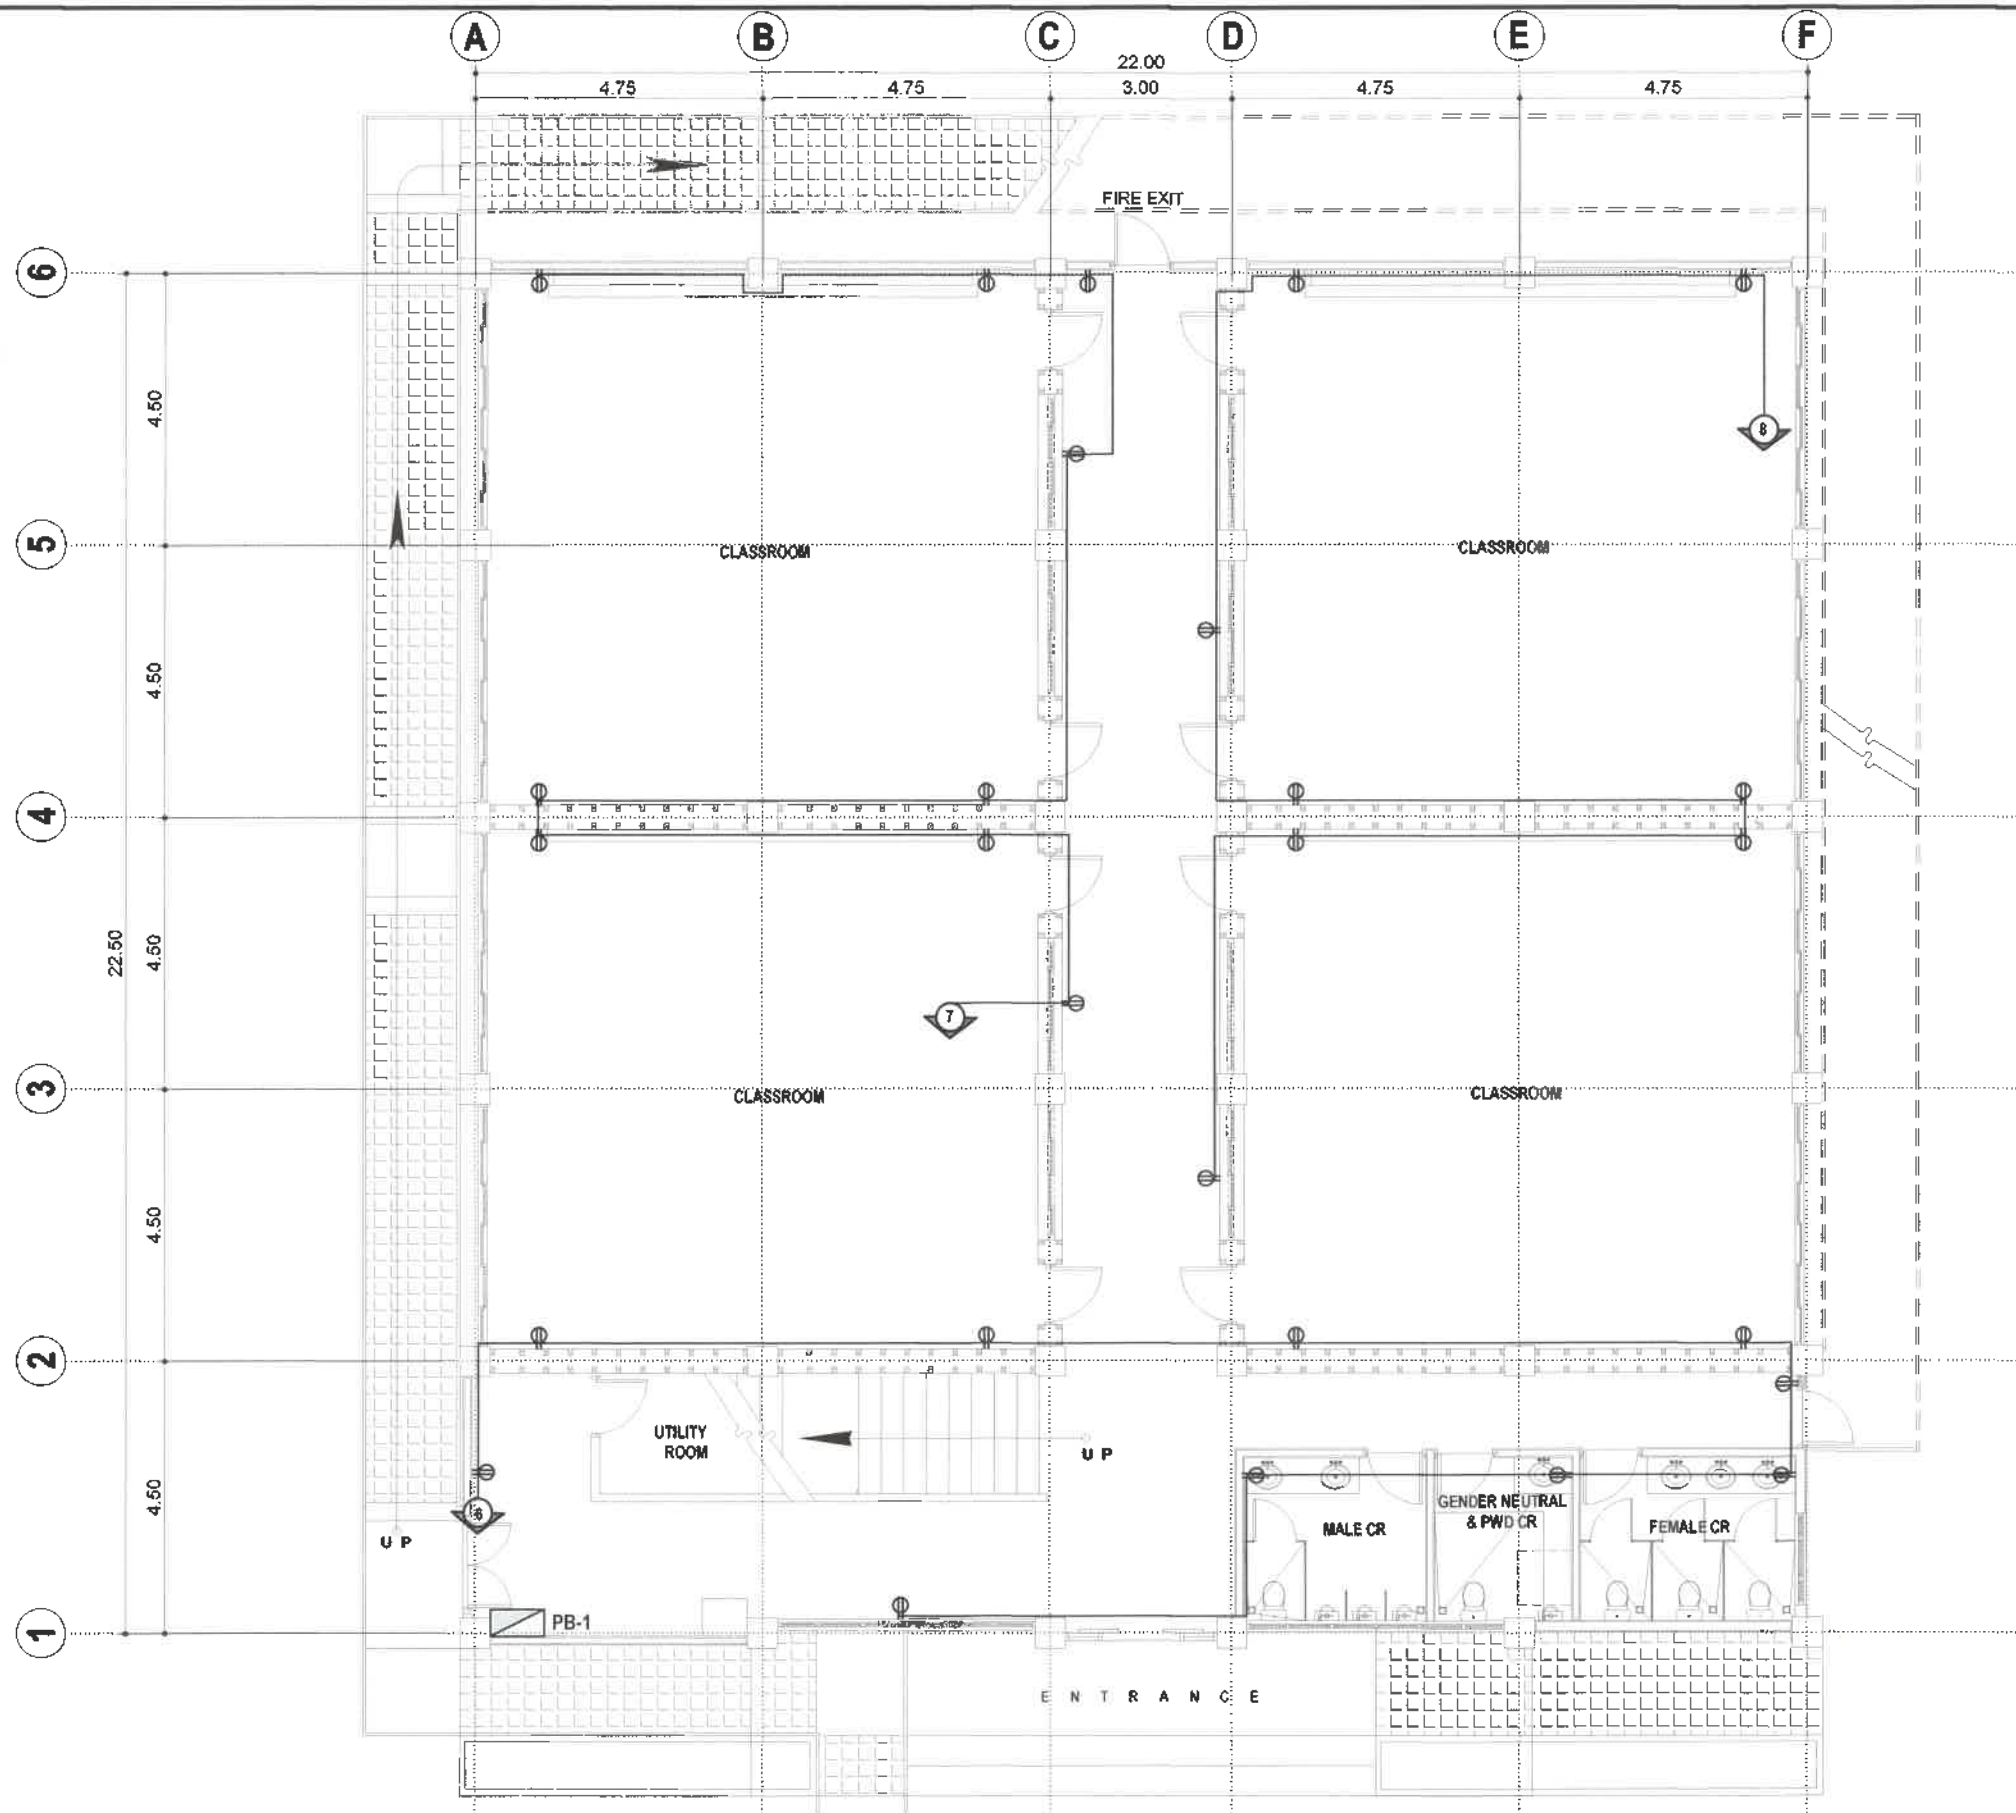 A B C D E F
22.00
4.75 4.75 3.00 4.75 4.75
FIRE EXIT
6
4.50
8
5
CLASSROOM CLASSROOM
4.50
4
22.50
4.50
7
3
CLASSROOM CLASSROOM
4.50
2
UTILITY
ROOM
U P
4.50
6
GENDER NEUTRAL
& PWD CR
MALE CR
FEMALE CR
U P
1
PB-1
E N T R A N C E